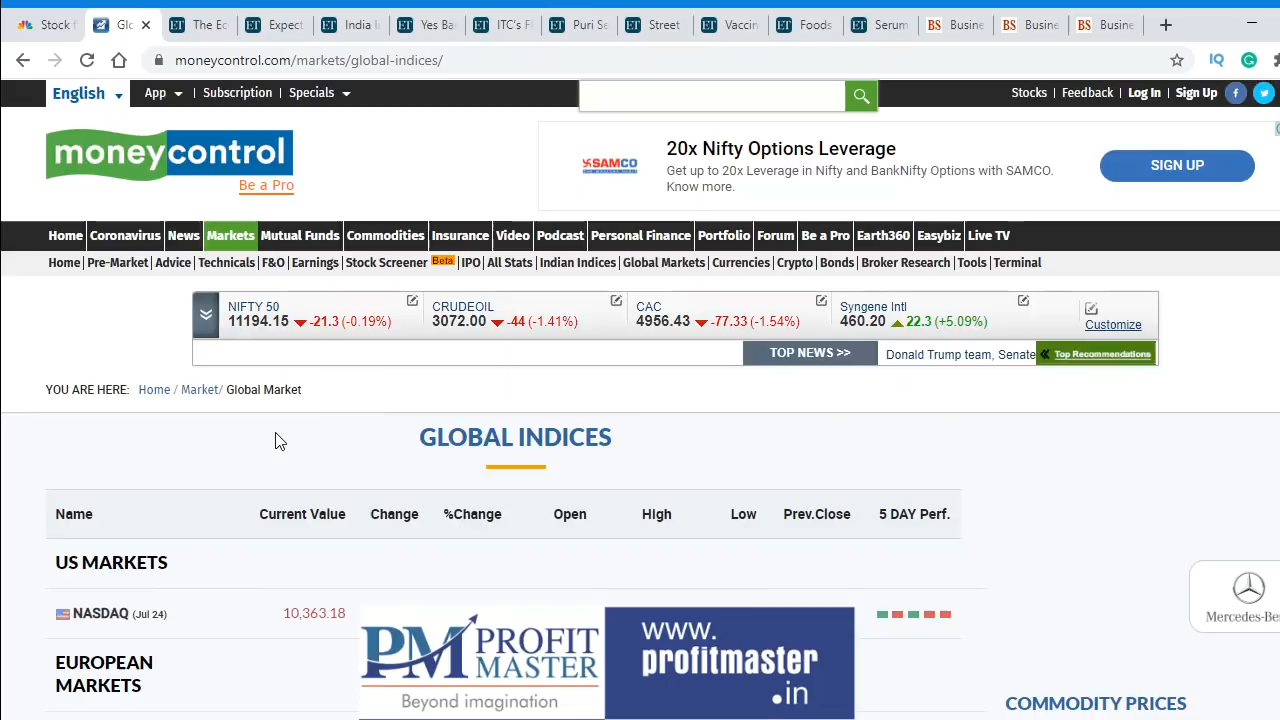 Stock f
Glo
The Ec
Expect
India I
Yes Ba
ITC's F
Puri Se
Street
Vaccin
Foods
Serum
BS Busine
BS Busine
BS Busine
moneycontrol.com/markets/global-indices/
English
App
Subscription
Specials
Stocks | Feedback | Log In | Sign Up
moneycontrol
Be a Pro
SAMCO
20x Nifty Options Leverage
Get up to 20x Leverage in Nifty and BankNifty Options with SAMCO.
Know more.
SIGN UP
Home Coronavirus News Markets Mutual Funds Commodities Insurance Video Podcast Personal Finance Portfolio Forum Be a Pro Earth360 Easybiz Live TV
Home | Pre-Market | Advice | Technicals | F&O | Earnings | Stock Screener Beta | IPO | All Stats | Indian Indices | Global Markets | Currencies | Crypto | Bonds | Broker Research | Tools | Terminal
NIFTY 50
11194.15 -21.3 (-0.19%)
CRUDEOIL
3072.00 -44 (-1.41%)
CAC
4956.43 -77.33 (-1.54%)
Syngene Intl
460.20 22.3 (+5.09%)
Customize
TOP NEWS >>
Donald Trump team, Senate
Top Recommendations
YOU ARE HERE: Home / Market/ Global Market
GLOBAL INDICES
Name Current Value Change %Change Open High Low Prev.Close 5 DAY Perf.
US MARKETS
NASDAQ (Jul 24) 10,363.18
EUROPEAN
MARKETS
PM PROFIT
MASTER
Beyond imagination
www.
profitmaster
.in
Mercedes-Be
COMMODITY PRICES